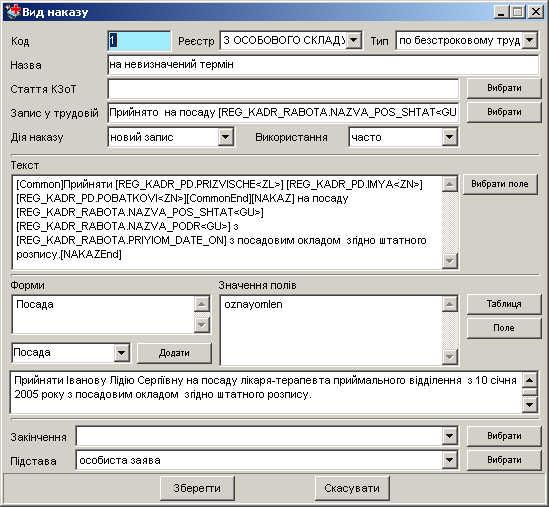 Вид наказу
Код 1 Реєстр З ОСОБОВОГО СКЛАДУ Тип по безстроковому труд
Назва на невизначений термін
Стаття КЗоТ Вибрати
Запис у трудовій Прийнято на посаду [REG_KADR_RABOTA.NAZVA_POS_SHTAT<GU Вибрати
Дія наказу новий запис Використання часто
Текст
[Common]Прийняти [REG_KADR_PD.PRIZVISCHE<ZL>] [REG_KADR_PD.IMYA<ZN>] Вибрати поле
[REG_KADR_PD.POBATKOVI<ZN>][CommonEnd][NAKAZ] на посаду
[REG_KADR_RABOTA.NAZVA_POS_SHTAT<GU>]
[REG_KADR_RABOTA.NAZVA_PODR<GU>] з
[REG_KADR_RABOTA.PRIYIOM_DATE_ON] з посадовим окладом згідно штатного
розпису.[NAKAZEnd]
Форми Значення полів
Посада oznayomlen Таблиця
Поле
Посада Додати
Прийняти Іванову Лідію Сергіївну на посаду лікаря-терапевта приймального відділення з 10 січня
2005 року з посадовим окладом згідно штатного розпису.
Закінчення Вибрати
Підстава особиста заява Вибрати
Зберегти Скасувати